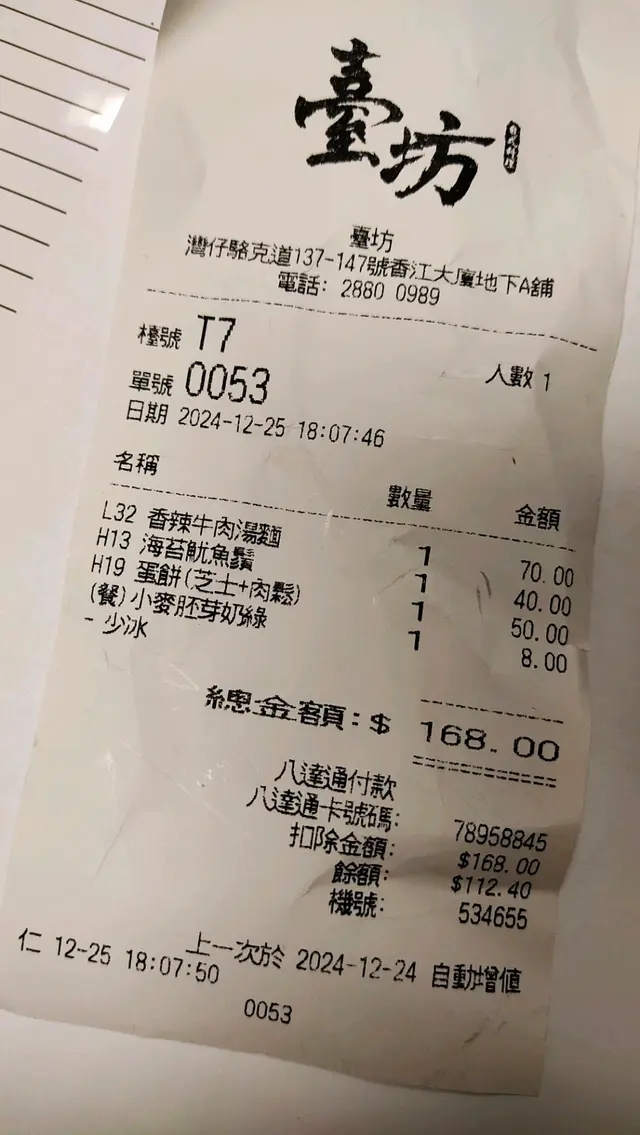 臺坊
臺坊
灣仔駱克道137-147號香江大廈地下A舖
電話: 2880 0989
檯號 T7
人數 1
單號 0053
日期 2024-12-25 18:07:46
名稱 數量 金額
L32 香辣牛肉湯麵 1 70.00
H13 海苔魷魚鬚 1 40.00
H19 蛋餅(芝士+肉鬆) 1 50.00
(餐)小麥胚芽奶綠 1 8.00
- 少冰
總金額:$ 168.00
八達通付款
八達通卡號碼: 78958845
扣除金額: $168.00
餘額: $112.40
機號: 534655
上一次於 2024-12-24 自動增值
仁 12-25 18:07:50
0053